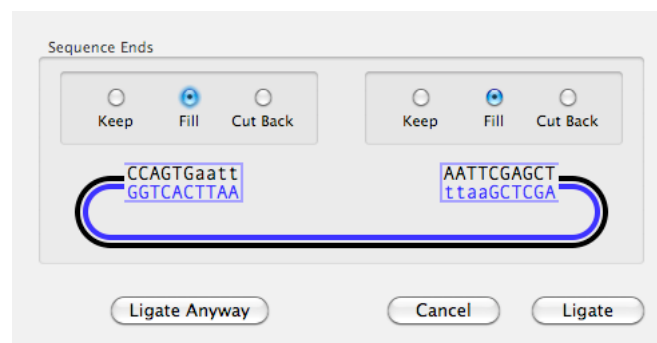 Sequence Ends
Keep Fill Cut Back
Keep Fill Cut Back
CCAGTGaatt
GGTCACTTAA
AATTCGAGCT
ttaaGCTCGA
Ligate Anyway
Cancel
Ligate